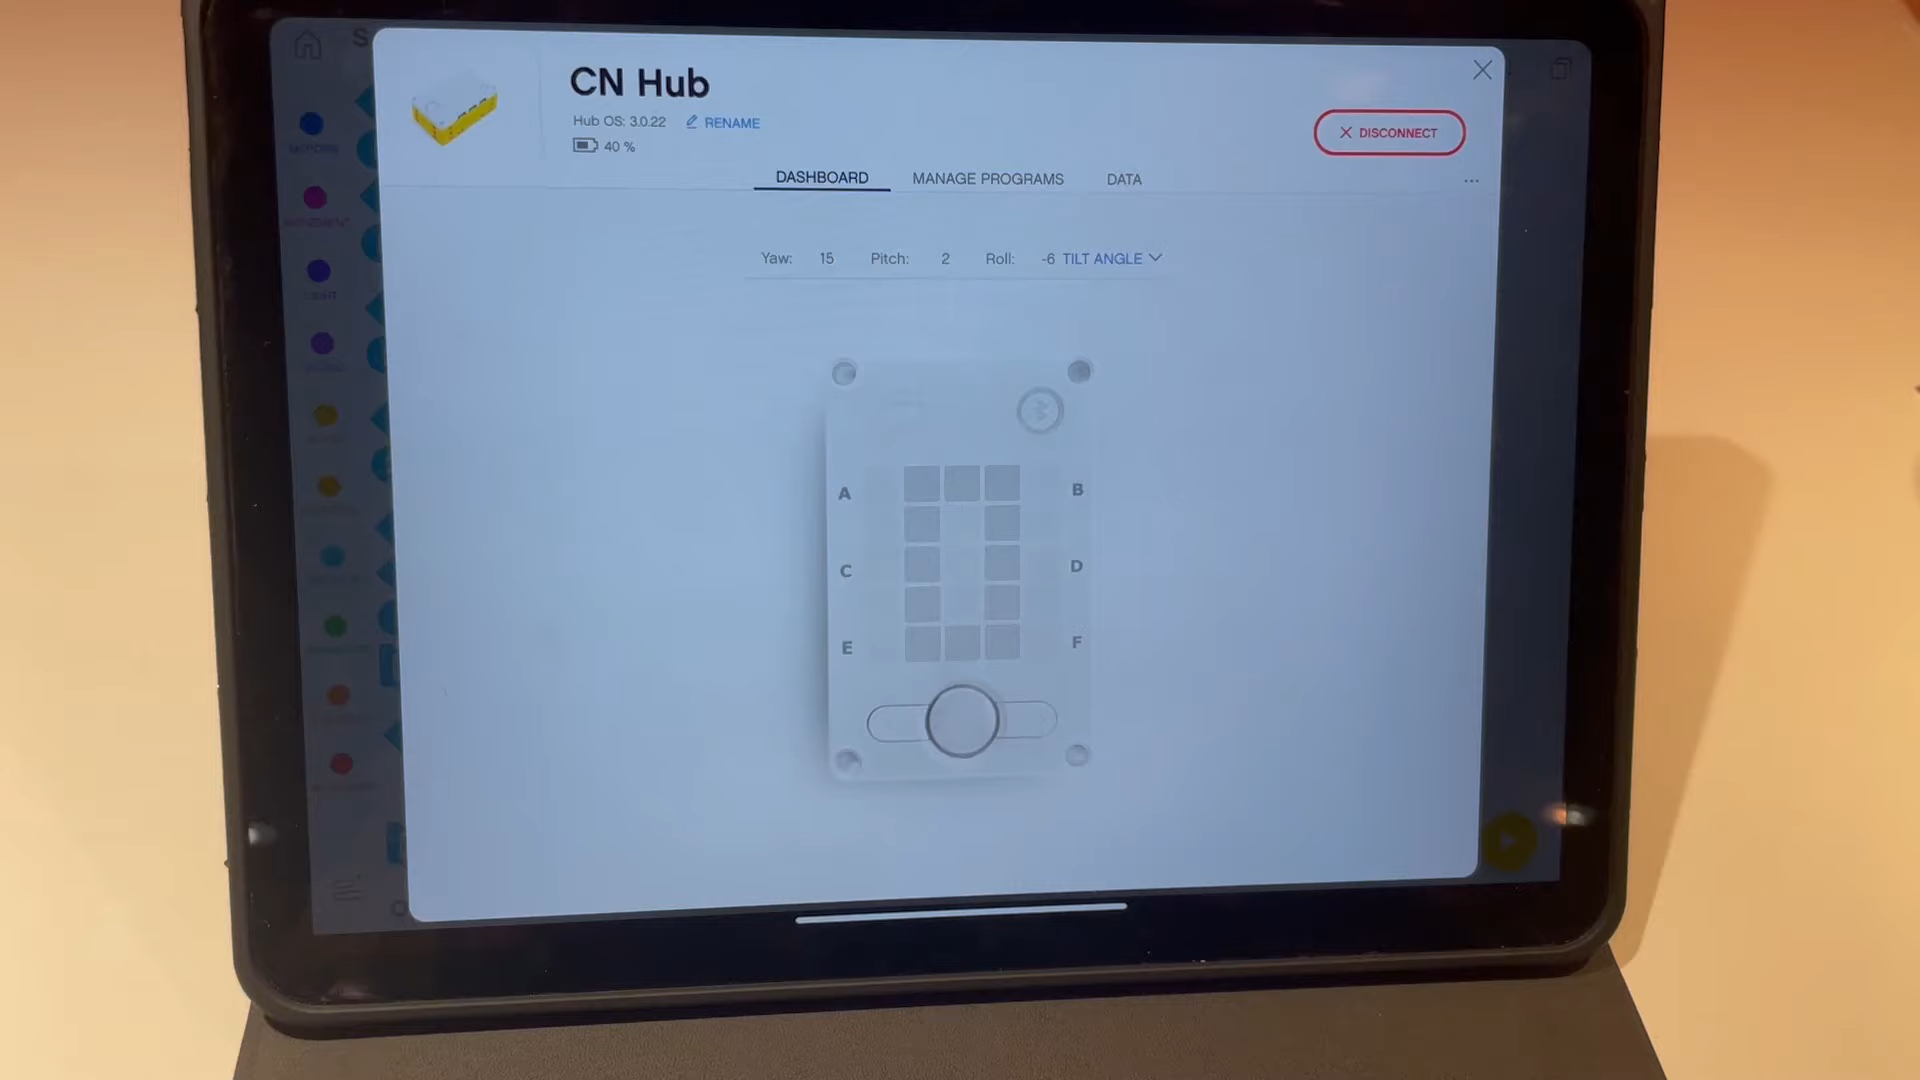 S
CN Hub
Hub OS: 3.0.22 RENAME
40 %
DISCONNECT
DASHBOARD MANAGE PROGRAMS DATA
Yaw: 15 Pitch: 2 Roll: -6 TILT ANGLE
A B
C D
E F